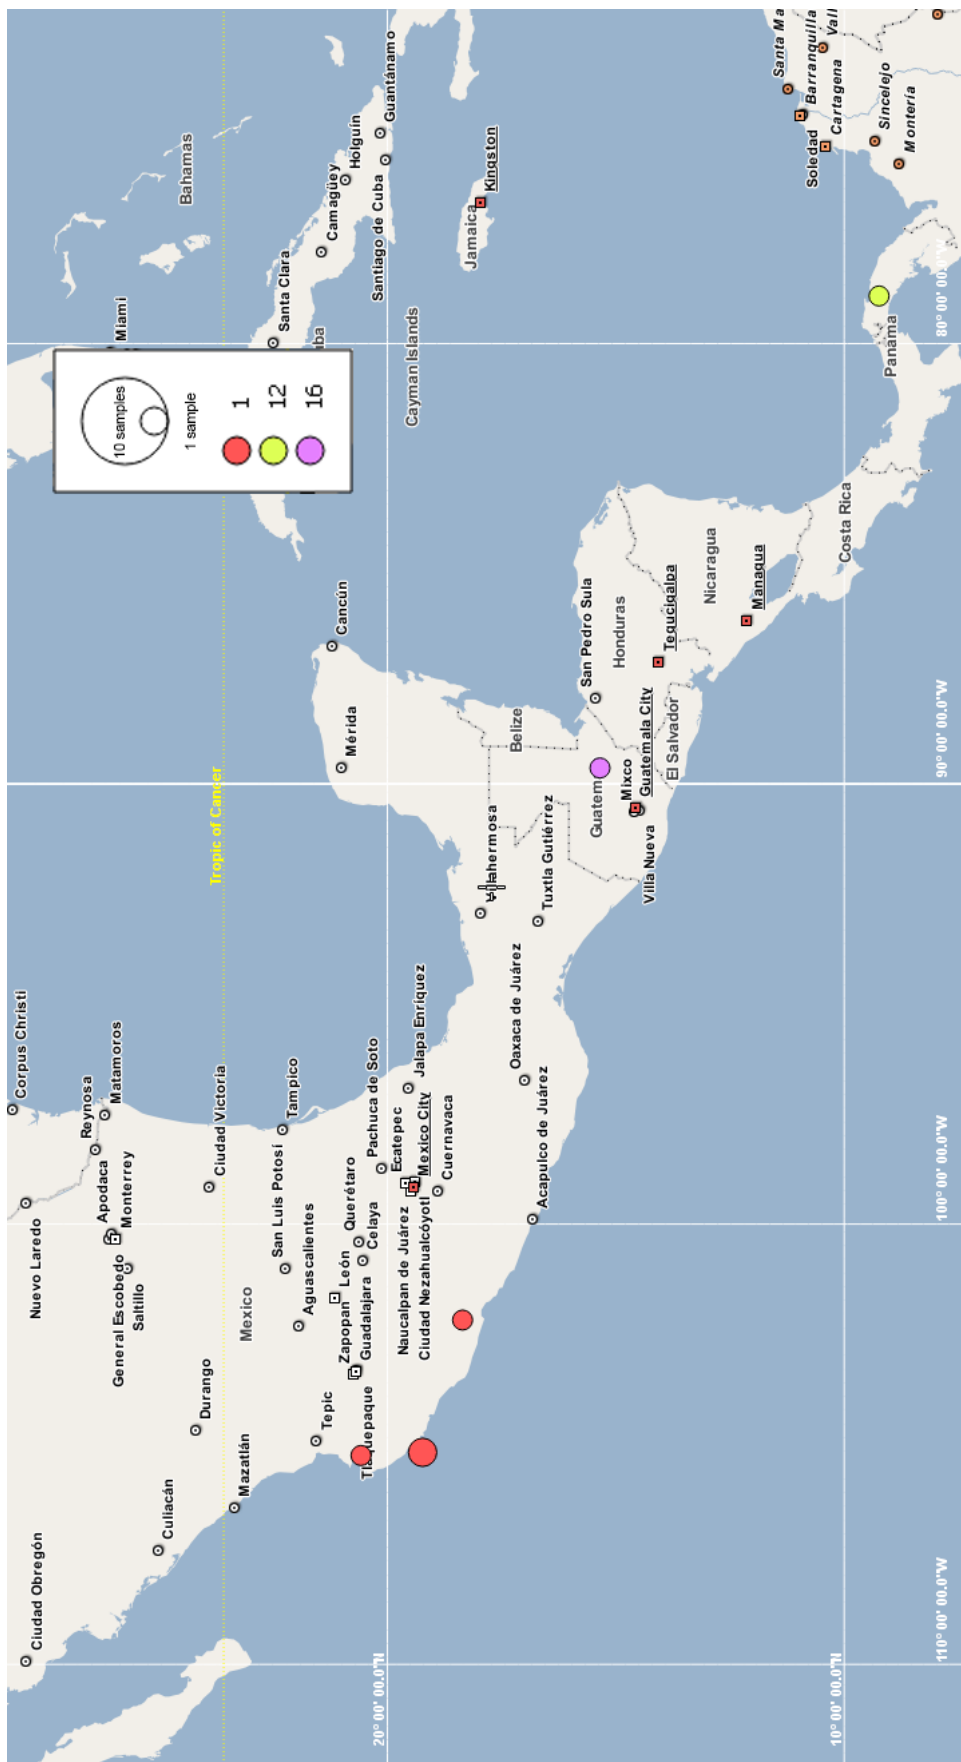 Ciudad Obregón
Culiacán
Mazatlán
Durango
Tepic
Nuevo Laredo
General Escobedo
Saltillo
Apodaca
Monterrey
Reynosa
Matamoros
Corpus Christi
Ciudad Victoria
Mexico
Tampico
San Luis Potosí
Aguascalientes
Zapopan
León
Guadalajara
Querétaro
Celaya
Pachuca de Soto
Ecatepec
Jalapa Enríquez
Mexico City
Cuernavaca
Naucalpan de Juárez
Ciudad Nezahualcóyotl
Oaxaca de Juárez
Acapulco de Juárez
Tuxtla Gutiérrez
Mérida
Cancún
Belize
Guatem
Mixco
Guatemala City
Villa Nueva
El Salvador
San Pedro Sula
Honduras
Tegucigalpa
Nicaragua
Managua
Costa Rica
Panama
Tropic of Cancer
Miami
Bahamas
Santa Clara
Camagüey
Holguín
Guantánamo
Santiago de Cuba
uba
Cayman Islands
Jamaica
Kingston
Santa Ma
Barranquilla
Soledad
Cartagena
Vall
Sincelejo
Montería
10 samples
1 sample
1
12
16
20° 00' 00.0"N
10° 00' 00.0"N
110° 00' 00.0"W
100° 00' 00.0"W
90° 00' 00.0"W
80° 00' 00.0"W